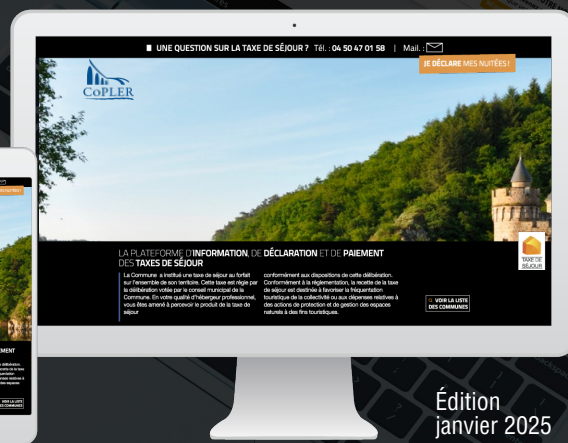 ■ UNE QUESTION SUR LA TAXE DE SÉJOUR ? Tél. : 04 50 47 01 58 | Mail. :
JE DÉCLARE MES NUITÉES !
CoPLER
LA PLATEFORME D'INFORMATION, DE DÉCLARATION ET DE PAIEMENT
DES TAXES DE SÉJOUR
La Commune a institué une taxe de séjour au forfait
sur l'ensemble de son territoire. Cette taxe est régie par
la délibération votée par le conseil municipal de la
Commune. En votre qualité d'hébergeur professionnel,
vous êtes amené à percevoir le produit de la taxe de
séjour
conformément aux dispositions de cette délibération.
Conformément à la réglementation, la recette de la taxe
de séjour est destinée à favoriser la fréquentation
touristique de la collectivité ou aux dépenses relatives à
des actions de protection et de gestion des espaces
naturels à des fins touristiques.
TAXE DE
SÉJOUR
VOIR LA LISTE
DES COMMUNES
Édition
janvier 2025